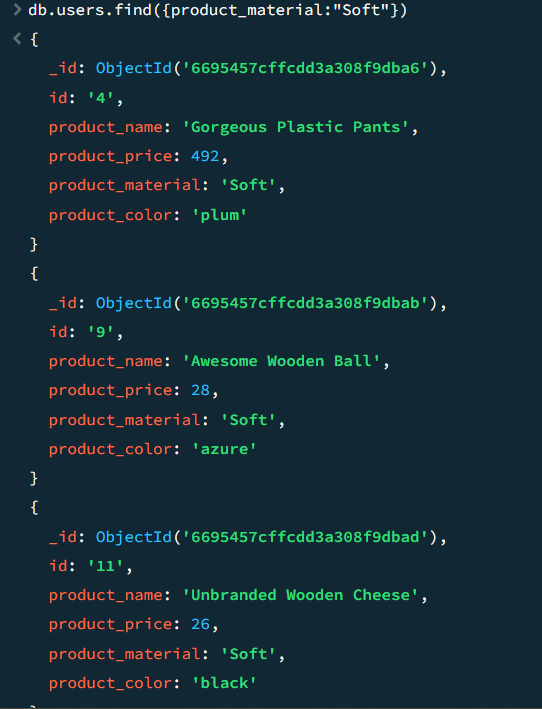 db.users.find({product_material:"Soft"})
{
_id: ObjectId('6695457cffcdd3a308f9dba6'),
id: '4',
product_name: 'Gorgeous Plastic Pants',
product_price: 492,
product_material: 'Soft',
product_color: 'plum'
}
{
_id: ObjectId('6695457cffcdd3a308f9dbab'),
id: '9',
product_name: 'Awesome Wooden Ball',
product_price: 28,
product_material: 'Soft',
product_color: 'azure'
}
{
_id: ObjectId('6695457cffcdd3a308f9dbad'),
id: '11',
product_name: 'Unbranded Wooden Cheese',
product_price: 26,
product_material: 'Soft',
product_color: 'black'
}